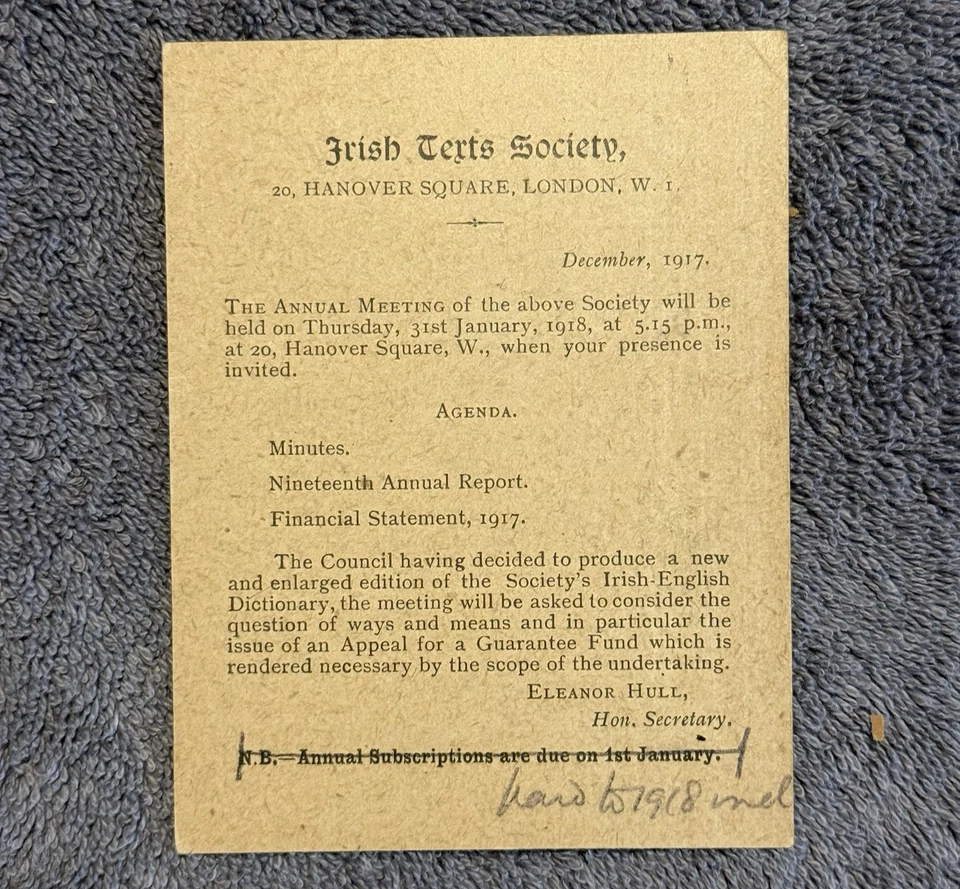 Irish Texts Society,
20, HANOVER SQUARE, LONDON, W. 1.
December, 1917.
THE ANNUAL MEETING of the above Society will be
held on Thursday, 31st January, 1918, at 5.15 p.m.,
at 20, Hanover Square, W., when your presence is
invited.
AGENDA.
Minutes.
Nineteenth Annual Report.
Financial Statement, 1917.
The Council having decided to produce a new
and enlarged edition of the Society's Irish-English
Dictionary, the meeting will be asked to consider the
question of ways and means and in particular the
issue of an Appeal for a Guarantee Fund which is
rendered necessary by the scope of the undertaking.
ELEANOR HULL,
Hon. Secretary.
N.B.—Annual Subscriptions are due on 1st January.
paid to 1918 incl